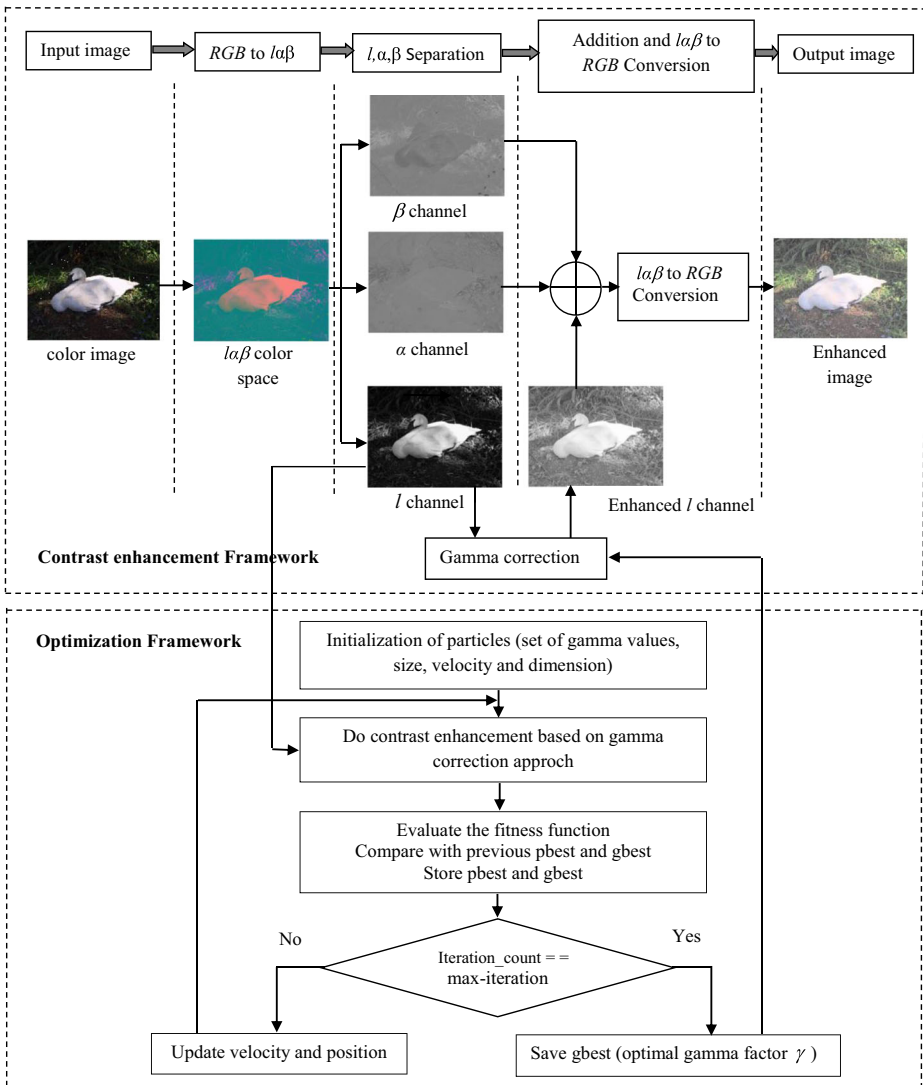 Input image
RGB to lαβ
l,α,β Separation
Addition and lαβ to
RGB Conversion
Output image
β channel
color image
lαβ color
space
α channel
lαβ to RGB
Conversion
Enhanced
image
l channel
Enhanced l channel
Contrast enhancement Framework
Gamma correction
Optimization Framework
Initialization of particles (set of gamma values,
size, velocity and dimension)
Do contrast enhancement based on gamma
correction approch
Evaluate the fitness function
Compare with previous pbest and gbest
Store pbest and gbest
No
Yes
Iteration_count = =
max-iteration
Update velocity and position
Save gbest (optimal gamma factor γ )